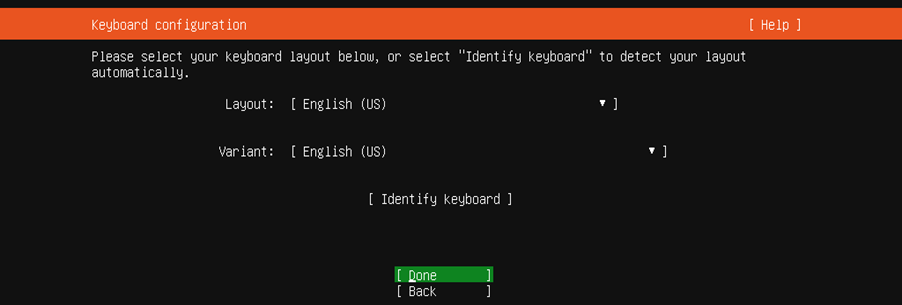 Keyboard configuration [ Help ]
Please select your keyboard layout below, or select "Identify keyboard" to detect your layout
automatically.
Layout: [ English (US) ▼ ]
Variant: [ English (US) ▼ ]
[ Identify keyboard ]
[ Done ]
[ Back ]